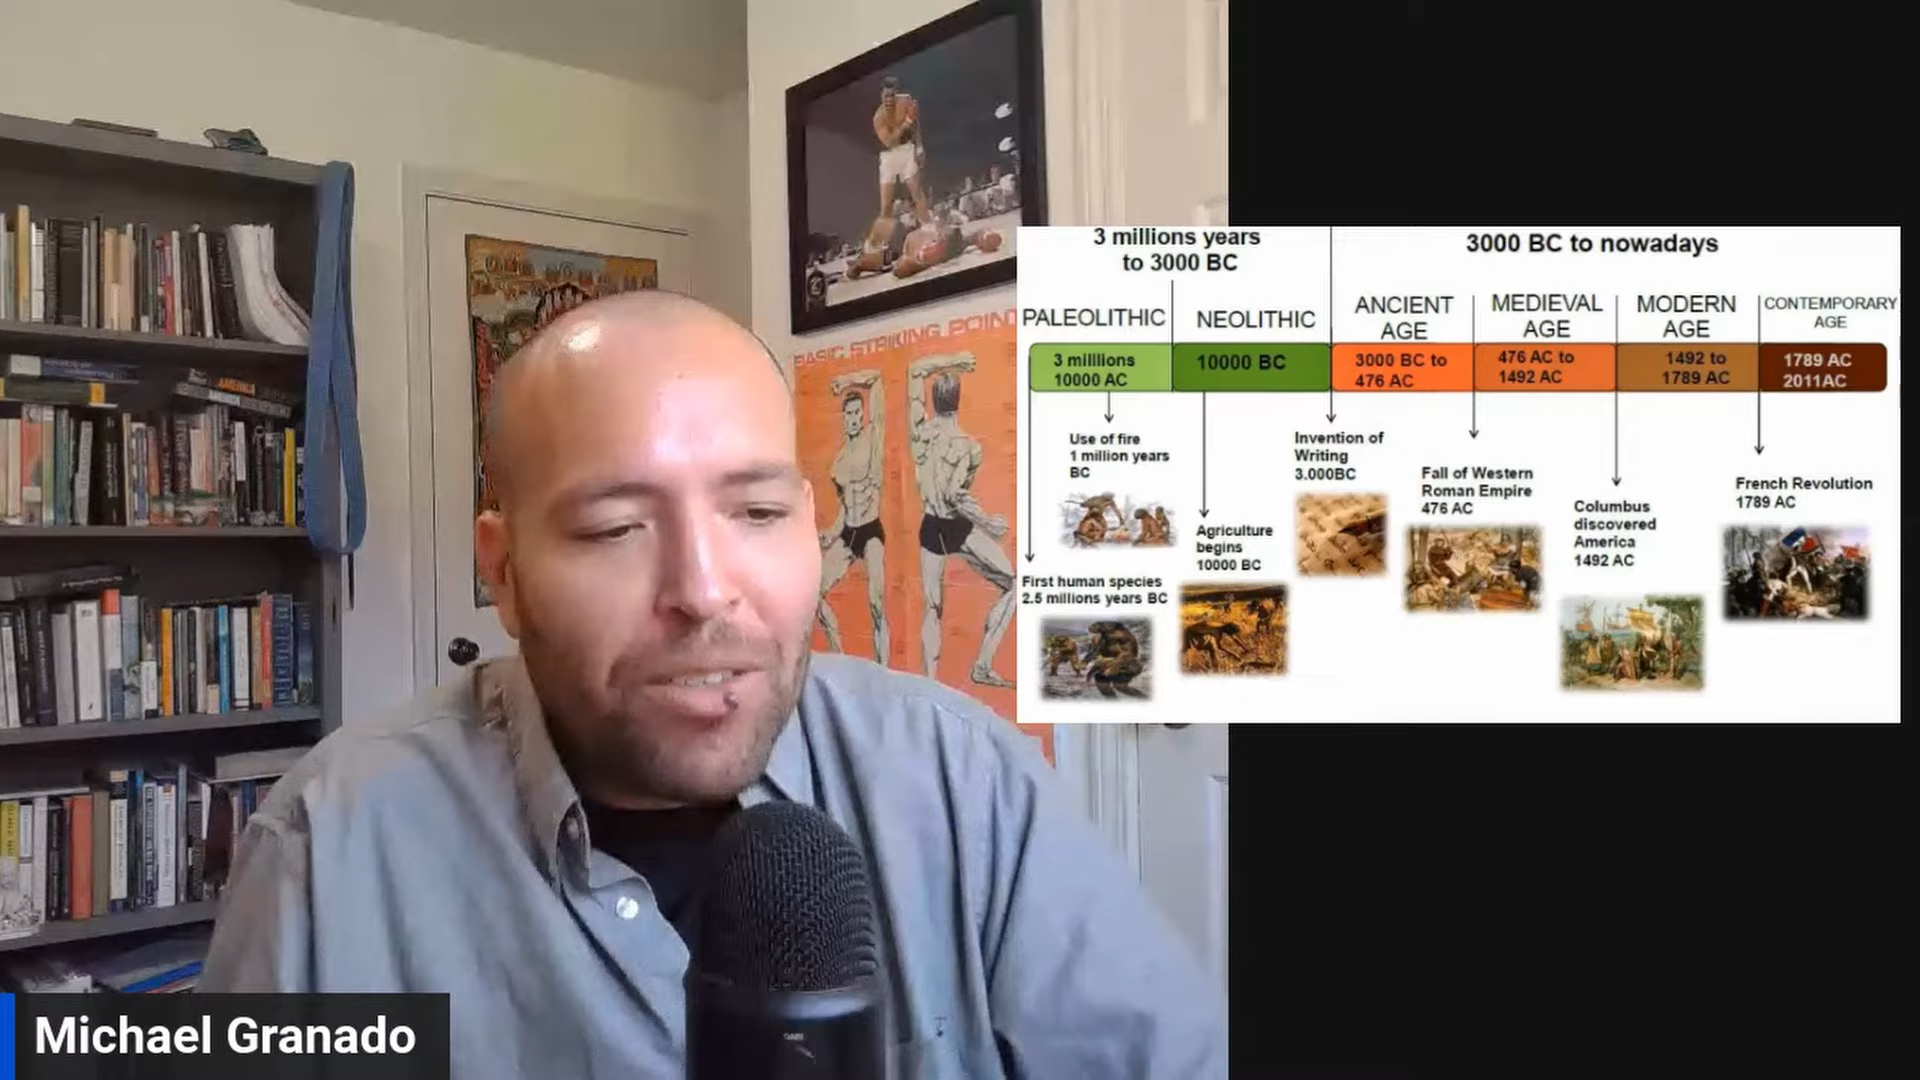 BASIC STRIKING POIN
AMERICA
3 millions years
to 3000 BC
3000 BC to nowadays
PALEOLITHIC
NEOLITHIC
ANCIENT
AGE
MEDIEVAL
AGE
MODERN
AGE
CONTEMPORARY
AGE
3 milllions
10000 AC
10000 BC
3000 BC to
476 AC
476 AC to
1492 AC
1492 to
1789 AC
1789 AC
2011AC
Use of fire
1 million years
BC
Invention of
Writing
3.000BC
Fall of Western
Roman Empire
476 AC
French Revolution
1789 AC
Columbus
discovered
America
1492 AC
Agriculture
begins
10000 BC
First human species
2.5 millions years BC
Michael Granado